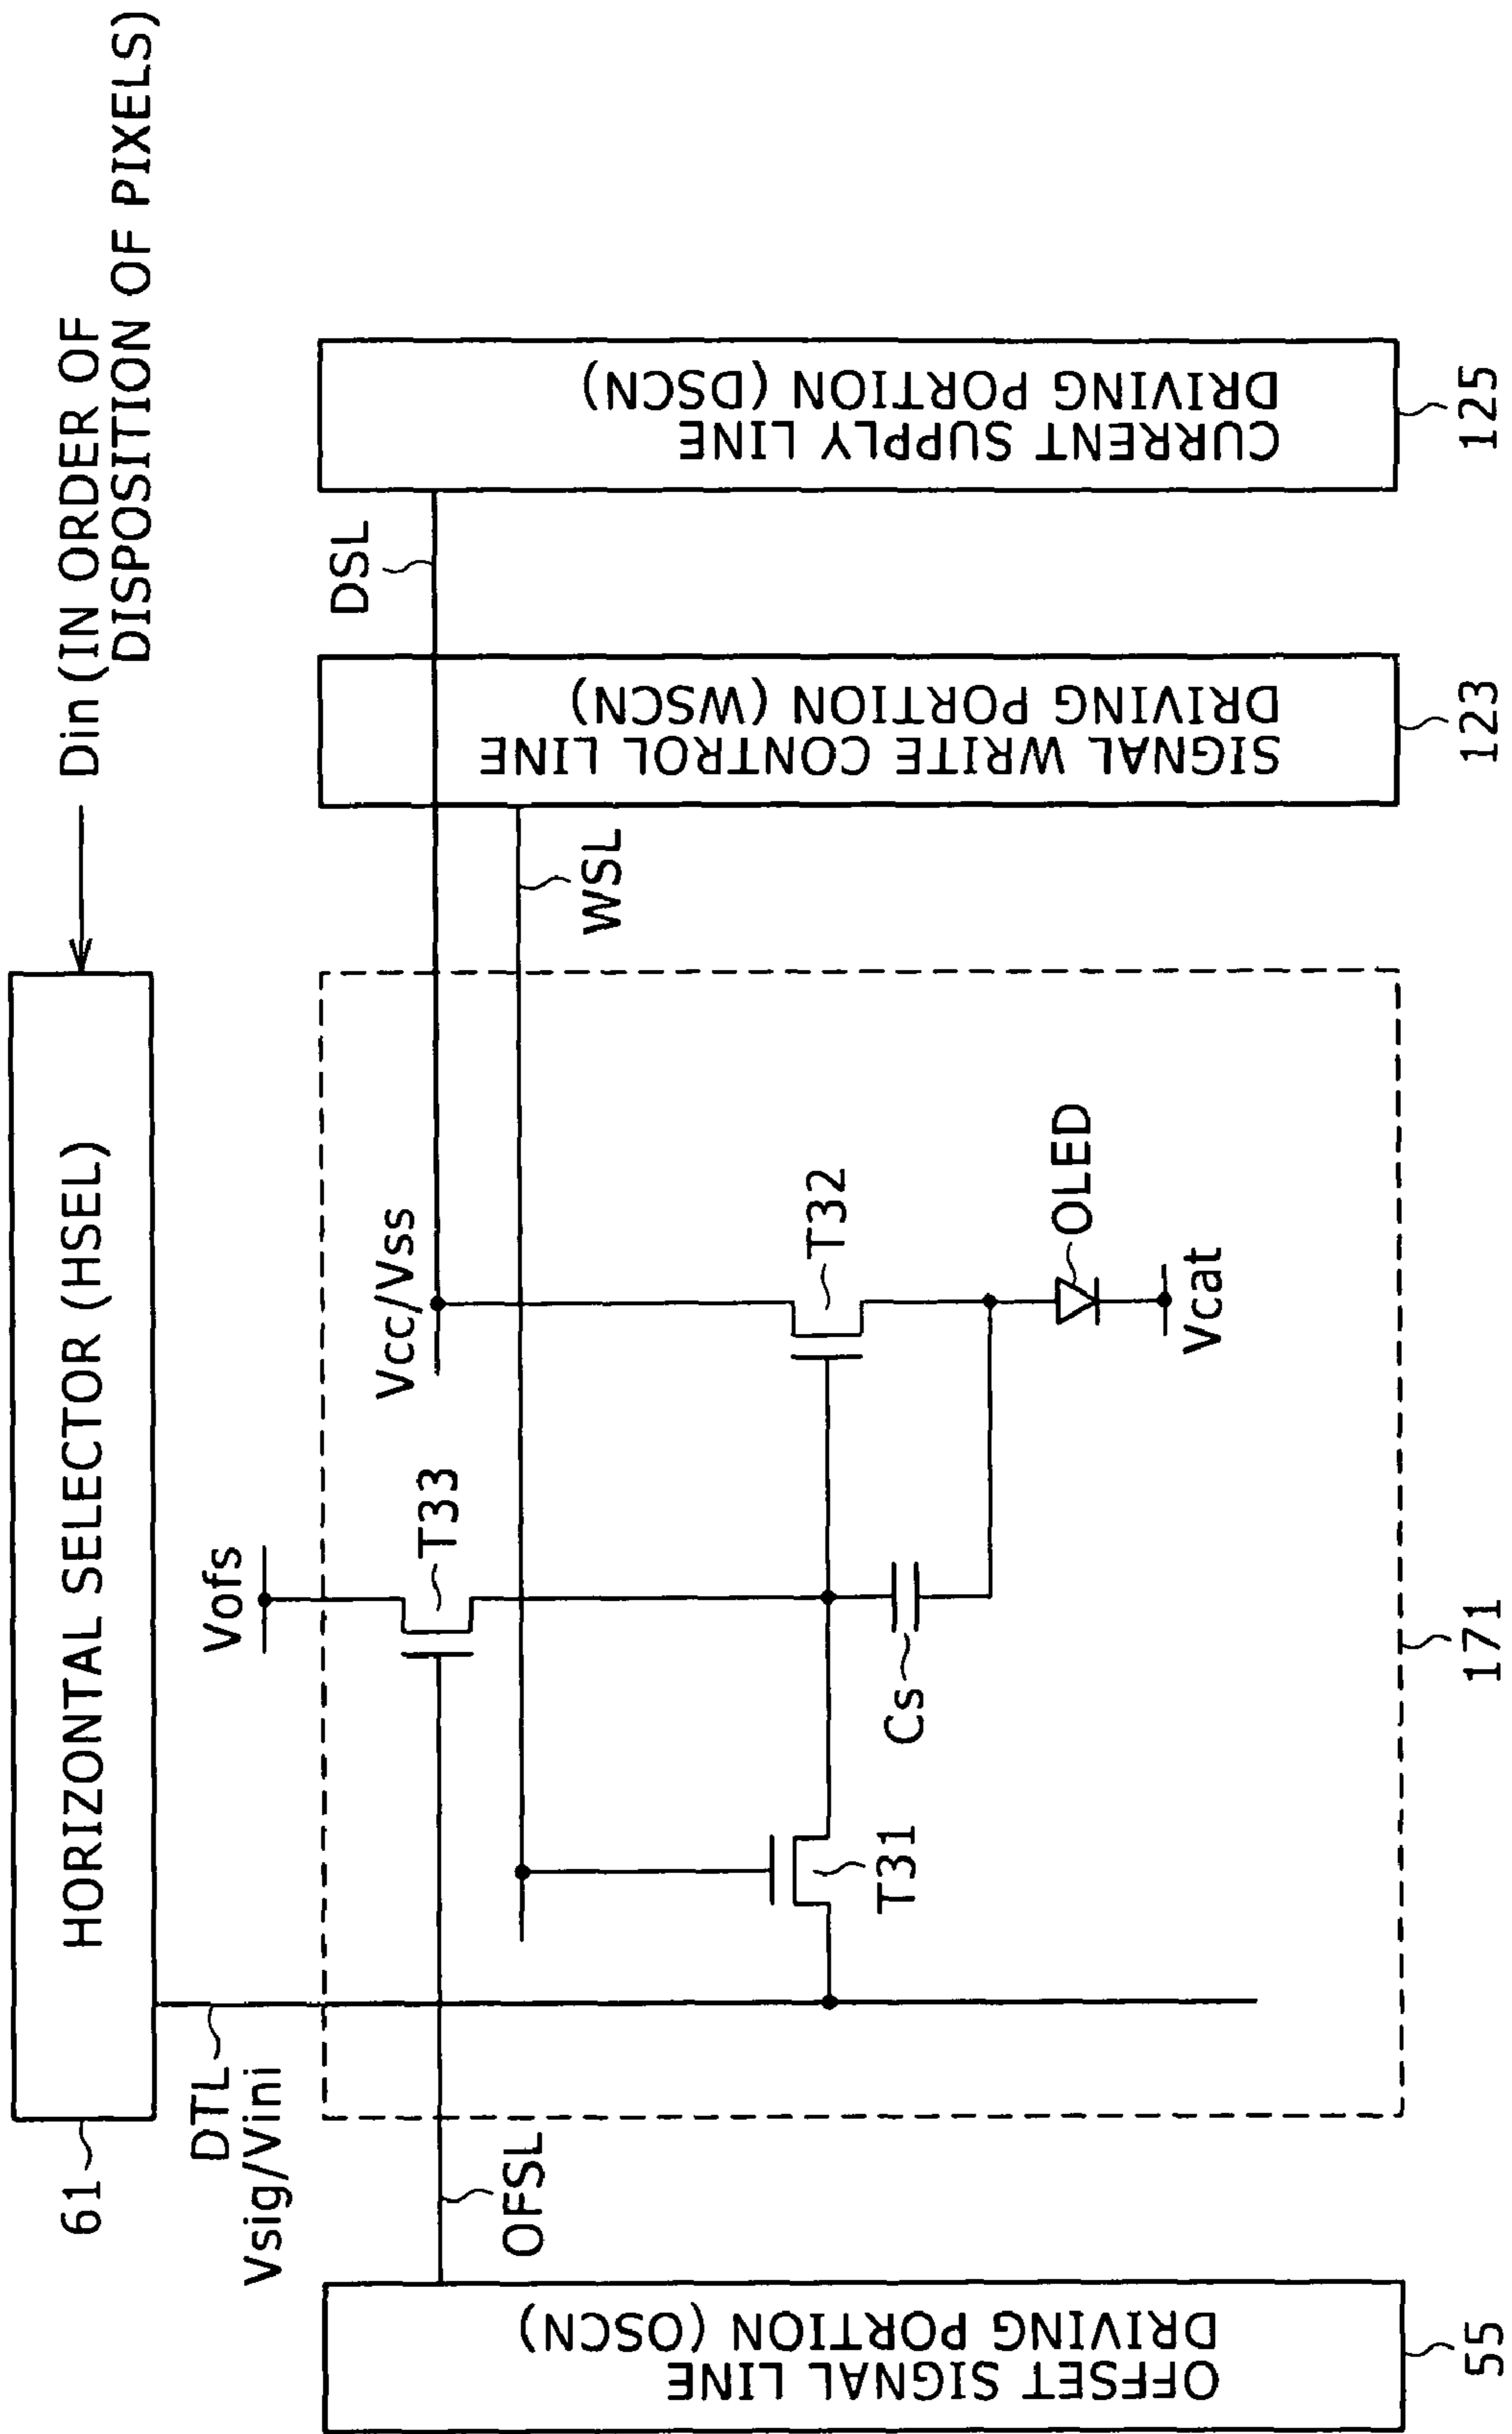 Din (IN ORDER OF
DISPOSITION OF PIXELS)
HORIZONTAL SELECTOR (HSEL)
61
DTL
Vsig/Vini
Vofs
OFFSET SIGNAL LINE
DRIVING PORTION (OSCN)
55
OFSL
T33
Vcc/Vss
DSL
WSL
T31
Cs
T32
OLED
Vcat
171
SIGNAL WRITE CONTROL LINE
DRIVING PORTION (WSCN)
123
CURRENT SUPPLY LINE
DRIVING PORTION (DSCN)
125